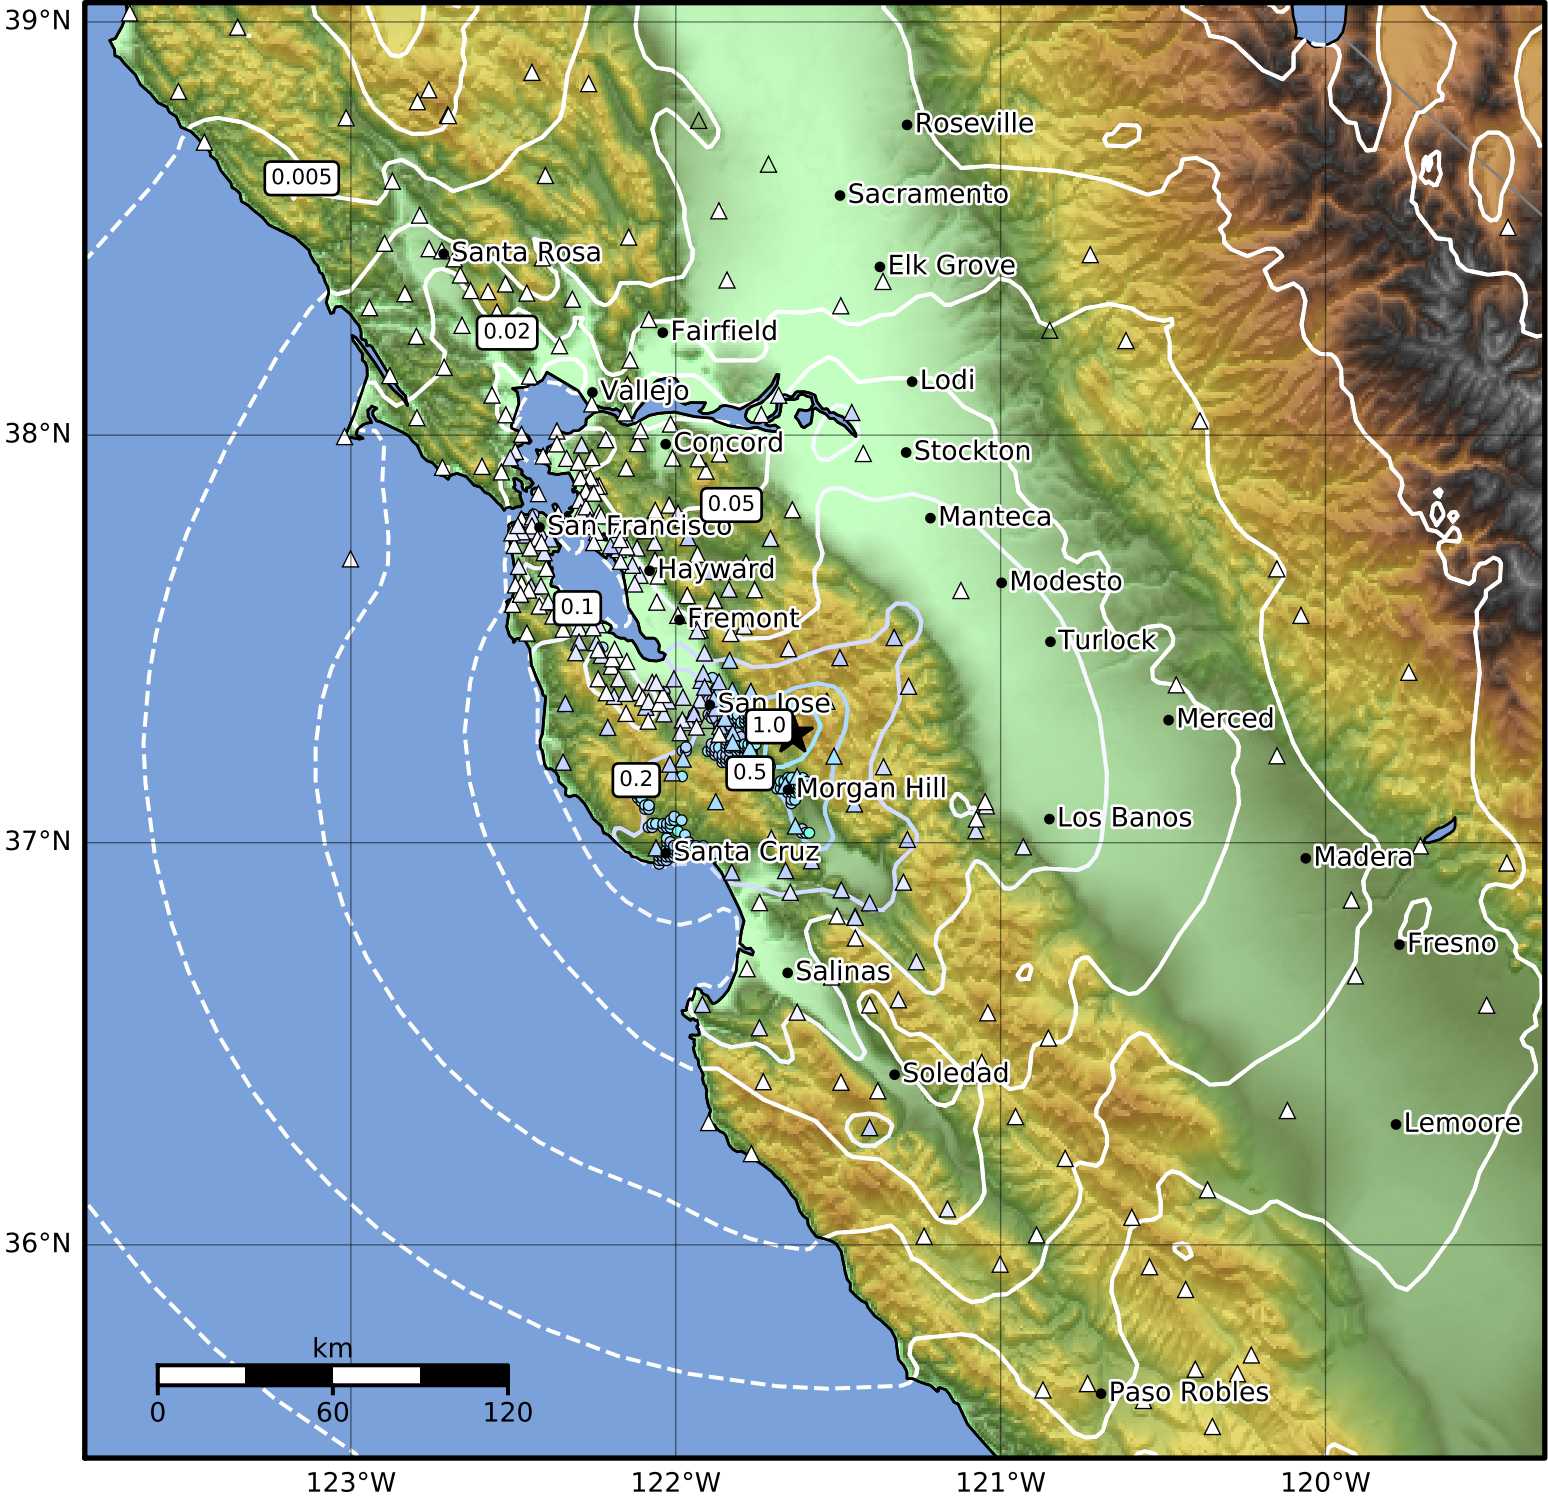 39°N
Roseville
0.005
Sacramento
Santa Rosa
Elk Grove
0.02
Fairfield
Lodi
Vallejo
38°N
Concord
Stockton
0.05
Manteca
San Francisco
Hayward
Modesto
0.1
Fremont
Turlock
San Jose
Merced
1.0
0.5
0.2
Morgan Hill
Los Banos
37°N
Santa Cruz
Madera
Fresno
Salinas
Soledad
Lemoore
36°N
km
0 60 120
Paso Robles
123°W 122°W 121°W 120°W